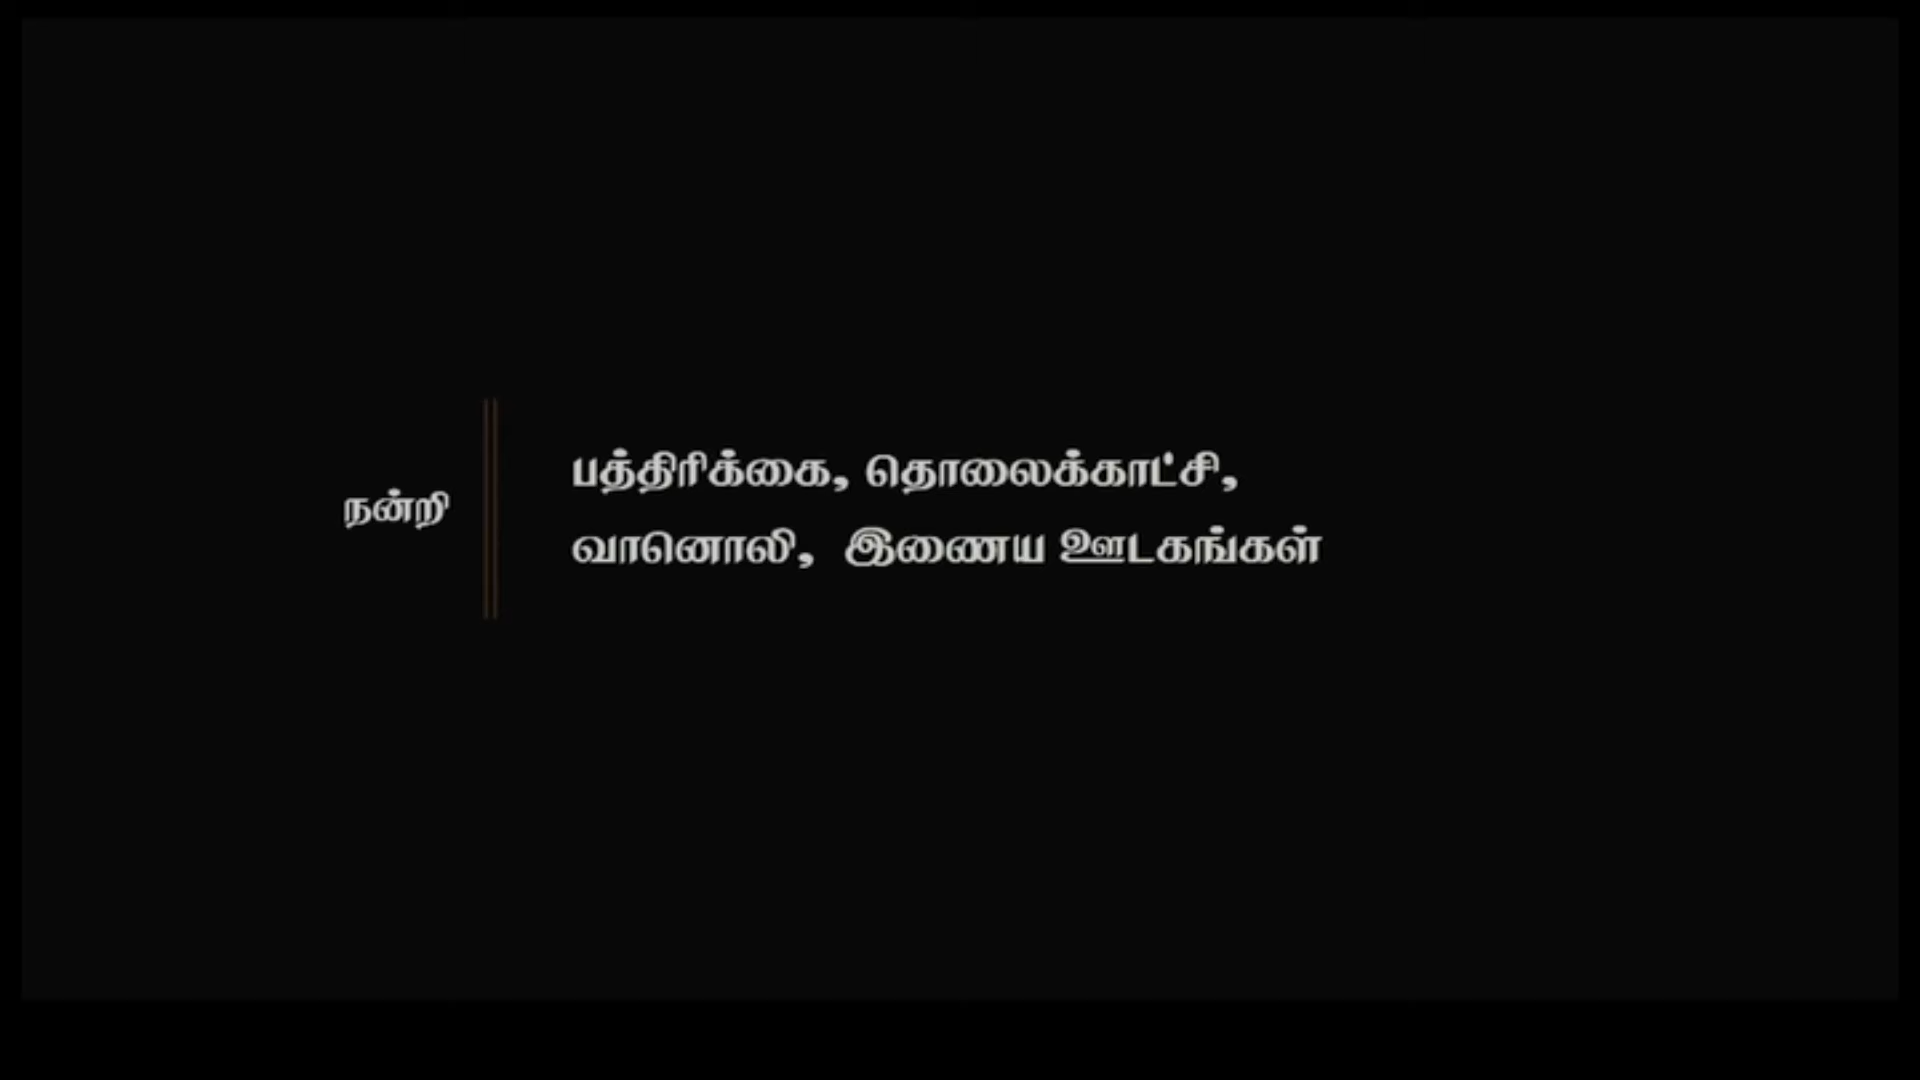 நன்றி
பத்திரிக்கை, தொலைக்காட்சி,
வானொலி, இணைய ஊடகங்கள்